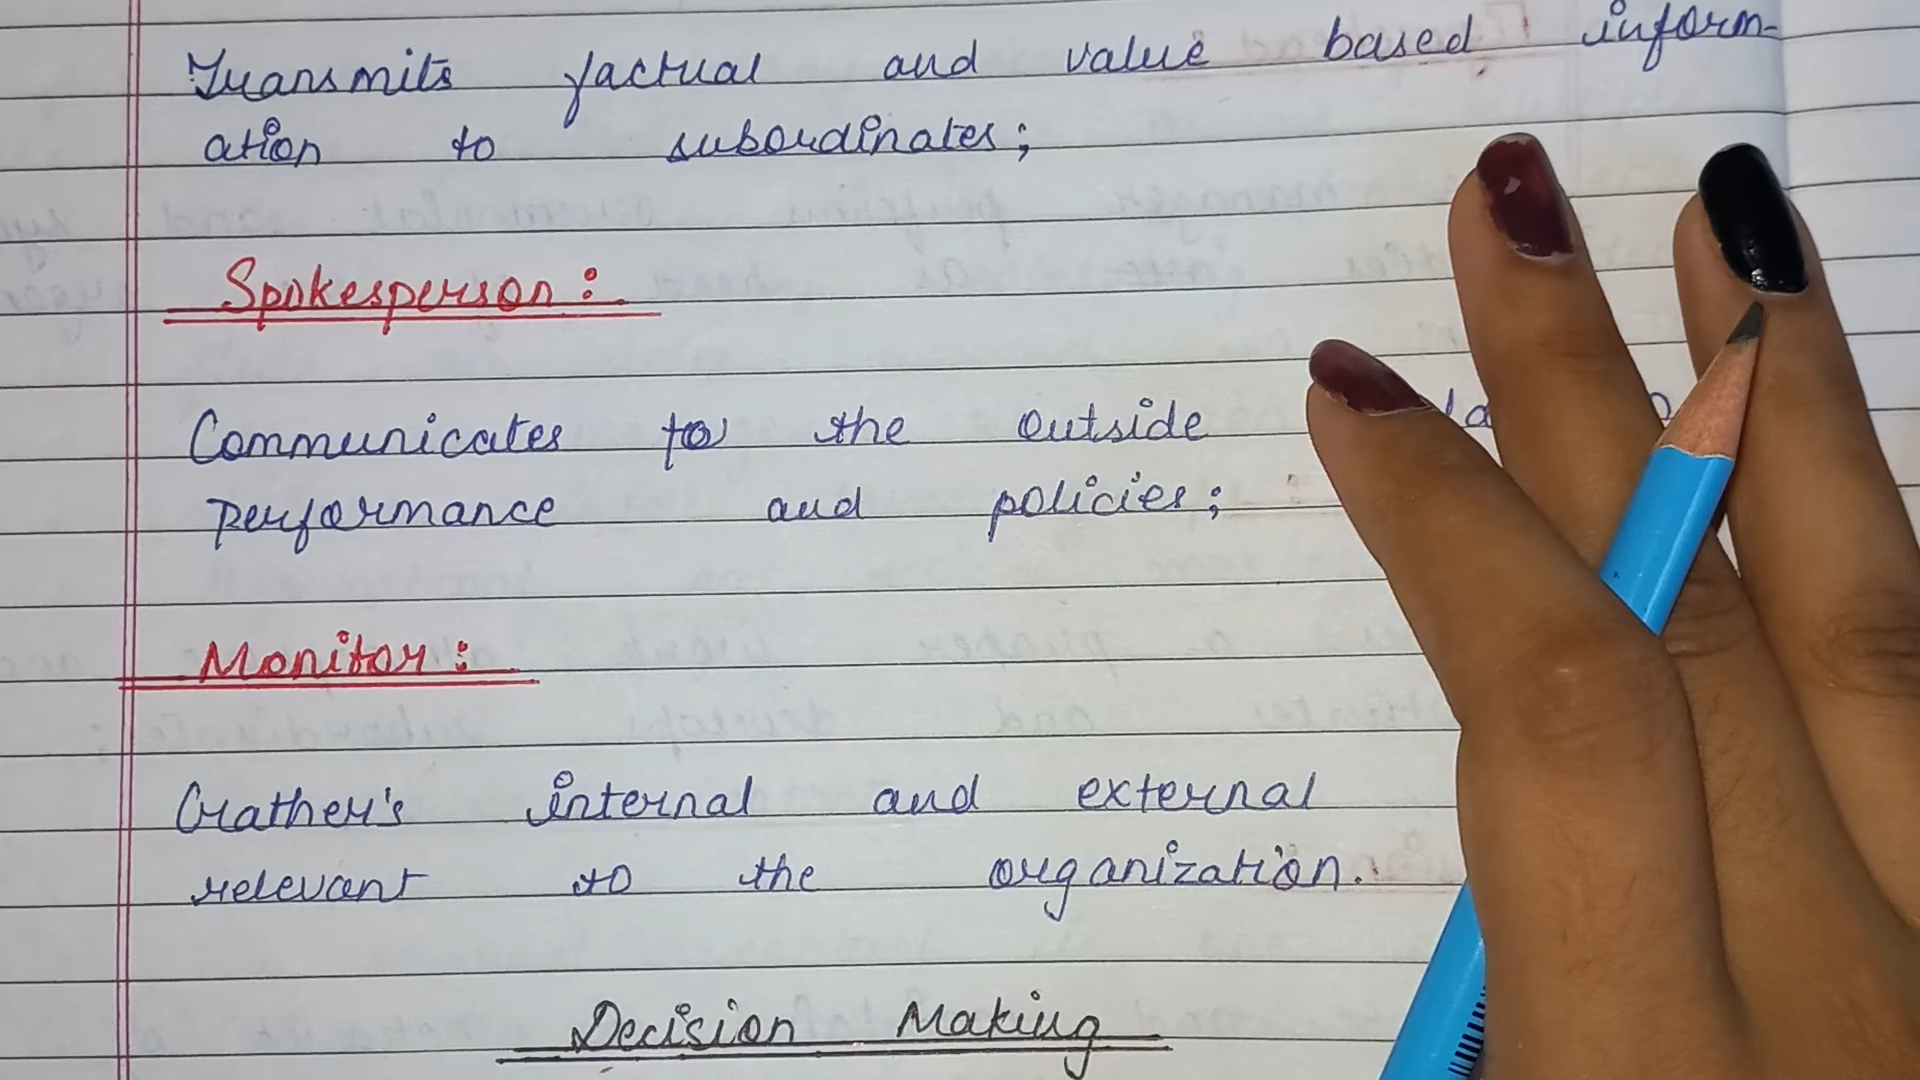 Transmits factual and value based inform-
ation to subordinates;
Spokesperson:
Communicates to the outside
performance and policies;
Monitor:
Gather's internal and external
relevant to the organization.
Decision Making